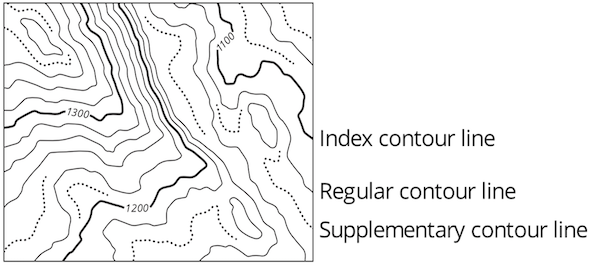 1100
1300
Index contour line
Regular contour line
1200
Supplementary contour line